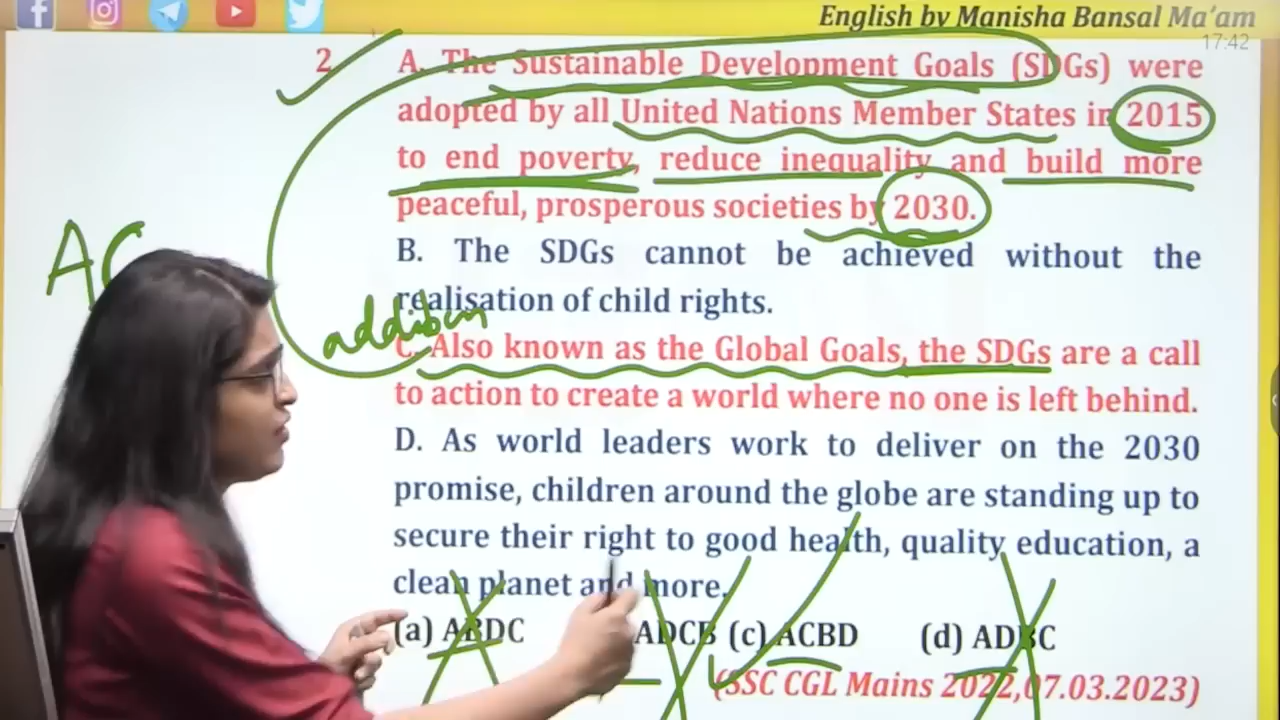 English by Manisha Bansal Ma'am
17:42
2 A. The Sustainable Development Goals (SDGs) were
adopted by all United Nations Member States in 2015
to end poverty, reduce inequality and build more
peaceful, prosperous societies by 2030.
AC
B. The SDGs cannot be achieved without the
realisation of child rights.
addition
C. Also known as the Global Goals, the SDGs are a call
to action to create a world where no one is left behind.
D. As world leaders work to deliver on the 2030
promise, children around the globe are standing up to
secure their right to good health, quality education, a
clean planet and more.
(a) ABDC ADCB (c) ACBD (d) ADBC
(SSC CGL Mains 2022,07.03.2023)